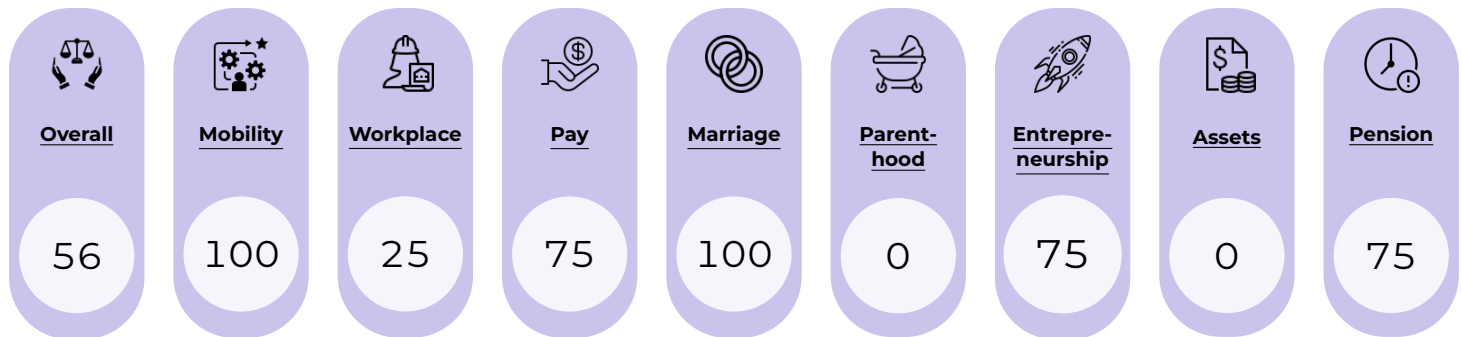 Overall
56
Mobility
100
Workplace
25
Pay
75
Marriage
100
Parent-
hood
0
Entrepre-
neurship
75
Assets
0
Pension
75